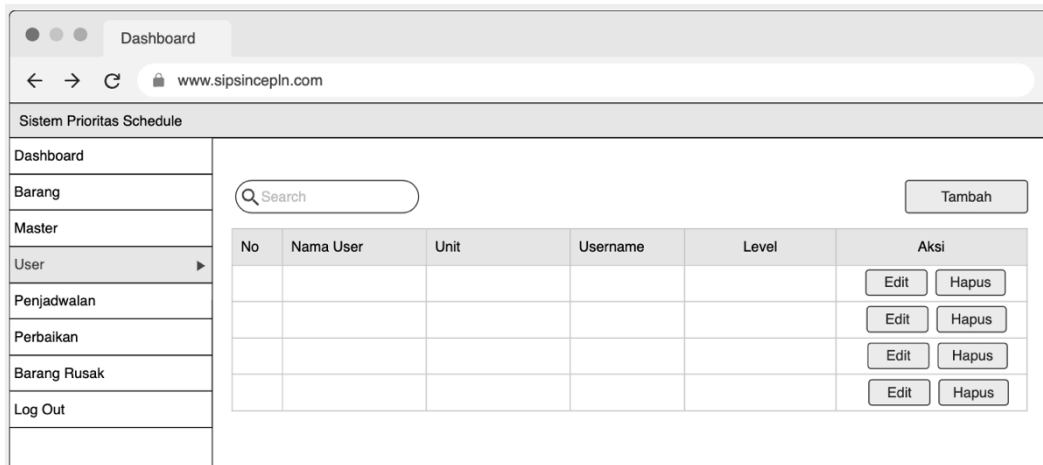 Dashboard
www.sipsincepln.com
Sistem Prioritas Schedule
Dashboard
Barang
Master
User
Penjadwalan
Perbaikan
Barang Rusak
Log Out
Search
Tambah
No Nama User Unit Username Level Aksi
Edit Hapus
Edit Hapus
Edit Hapus
Edit Hapus